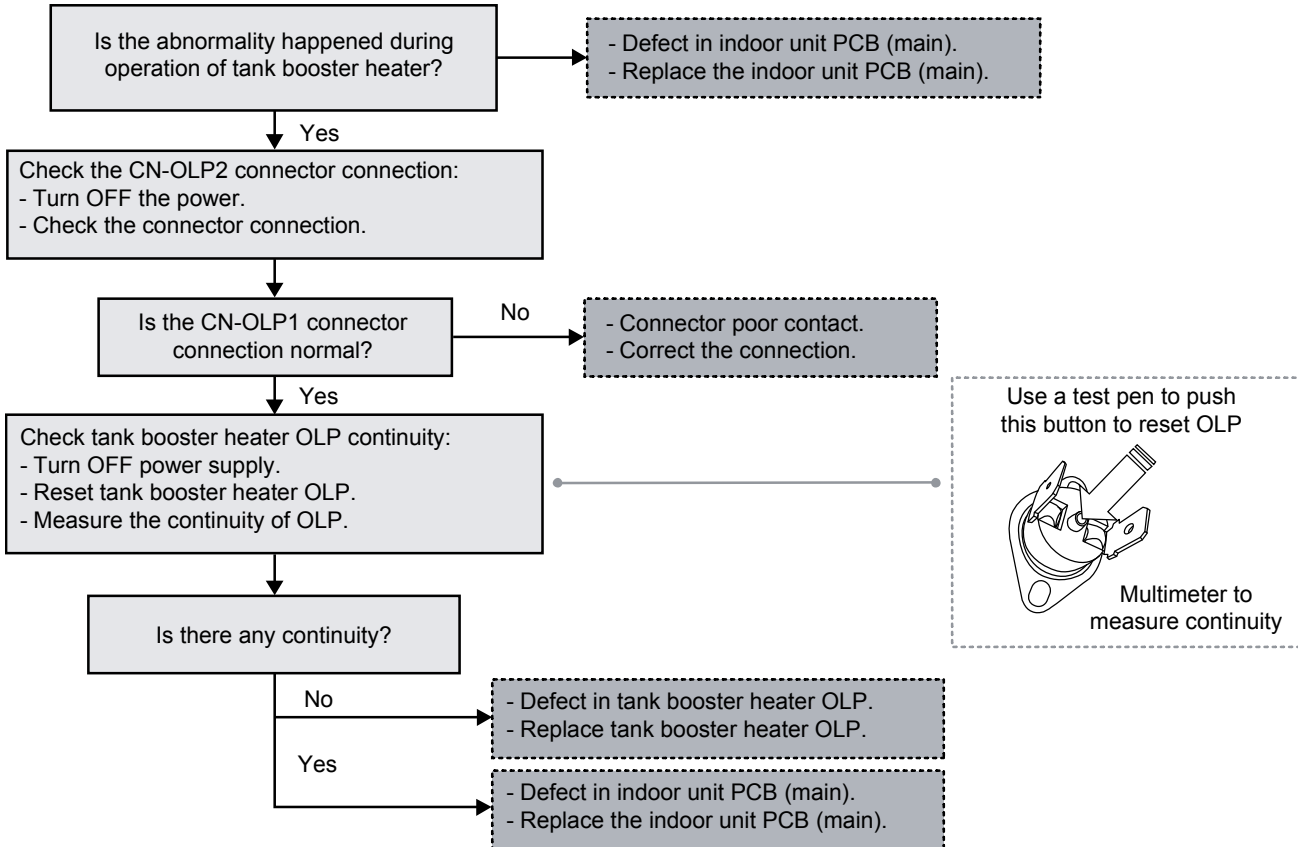 Is the abnormality happened during
operation of tank booster heater?
- Defect in indoor unit PCB (main).
- Replace the indoor unit PCB (main).
Yes
Check the CN-OLP2 connector connection:
- Turn OFF the power.
- Check the connector connection.
Is the CN-OLP1 connector
connection normal?
No
- Connector poor contact.
- Correct the connection.
Yes
Check tank booster heater OLP continuity:
- Turn OFF power supply.
- Reset tank booster heater OLP.
- Measure the continuity of OLP.
Use a test pen to push
this button to reset OLP
Multimeter to
measure continuity
Is there any continuity?
No
- Defect in tank booster heater OLP.
- Replace tank booster heater OLP.
Yes
- Defect in indoor unit PCB (main).
- Replace the indoor unit PCB (main).